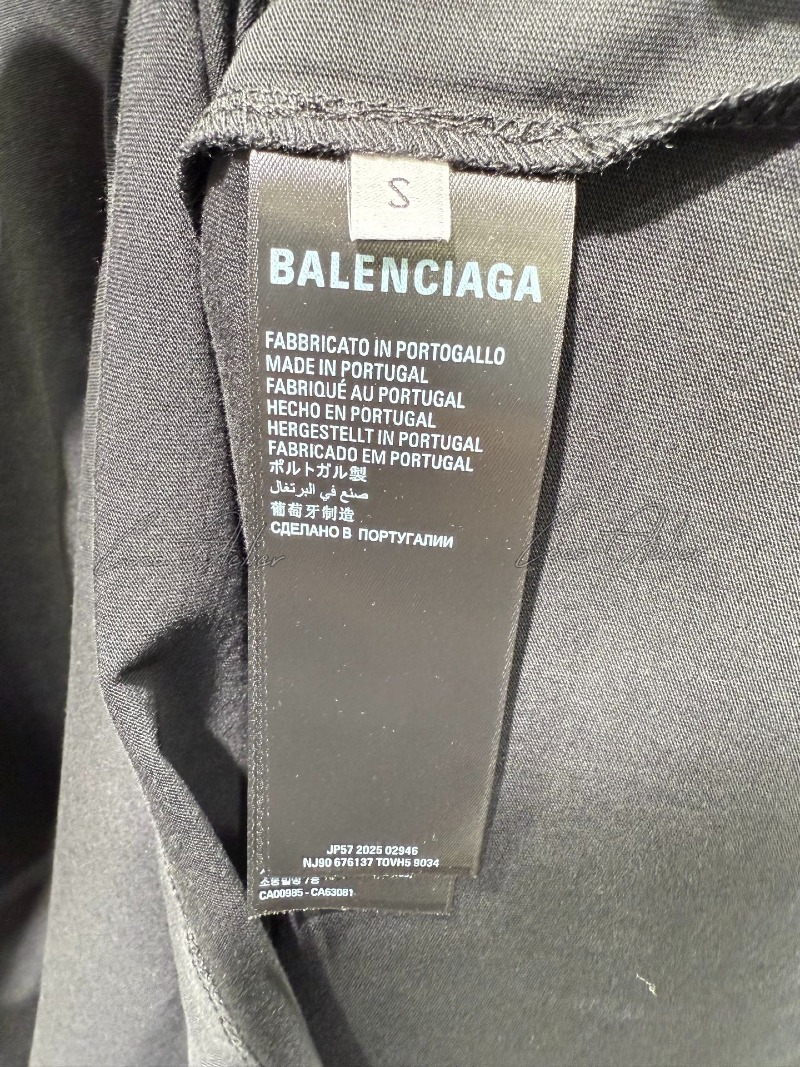 S
BALENCIAGA
FABBRICATO IN PORTOGALLO
MADE IN PORTUGAL
FABRIQUÉ AU PORTUGAL
HECHO EN PORTUGAL
HERGESTELLT IN PORTUGAL
FABRICADO EM PORTUGAL
ポルトガル製
صنع في البرتغال
葡萄牙制造
СДЕЛАНО В ПОРТУГАЛИИ
JP57 2025 02946
NJ90 676137 TOVH5 9034
CA00985 - CA63081